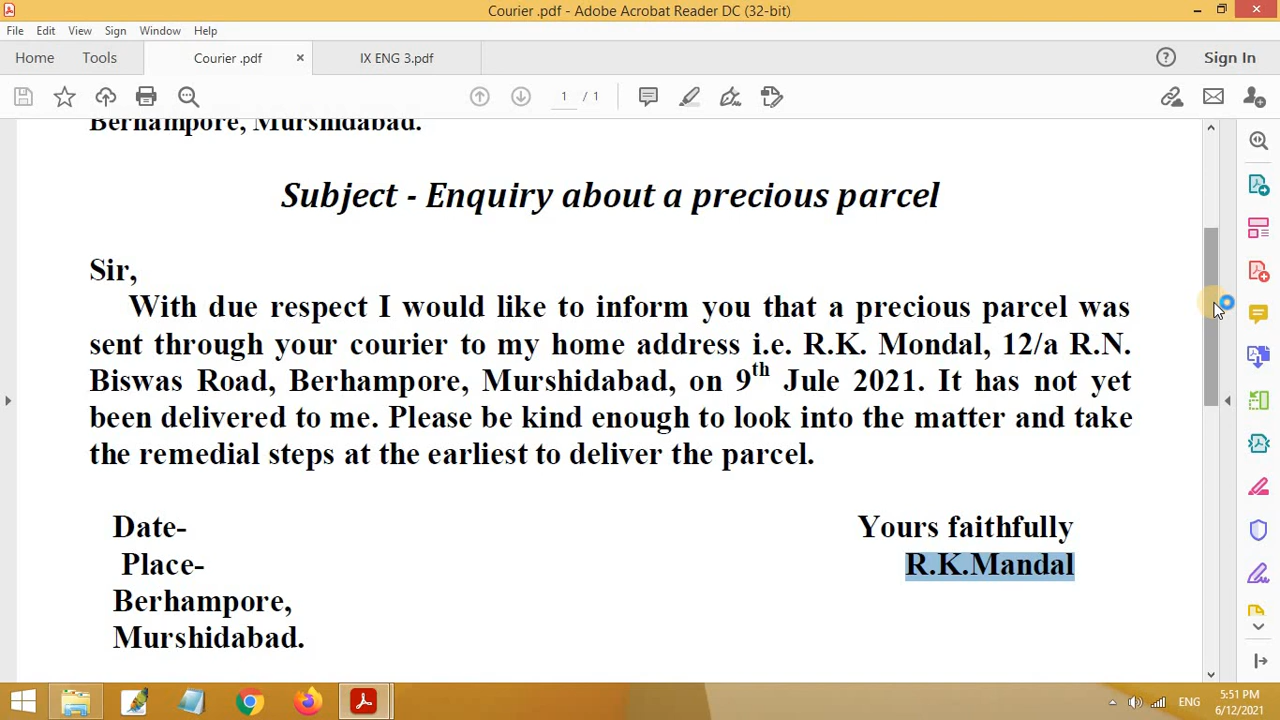 Courier .pdf - Adobe Acrobat Reader DC (32-bit)
File Edit View Sign Window Help
Home Tools Courier .pdf × IX ENG 3.pdf Sign In
1 / 1
Berhampore, Murshidabad.
Subject - Enquiry about a precious parcel
Sir,
With due respect I would like to inform you that a precious parcel was
sent through your courier to my home address i.e. R.K. Mondal, 12/a R.N.
Biswas Road, Berhampore, Murshidabad, on 9th Jule 2021. It has not yet
been delivered to me. Please be kind enough to look into the matter and take
the remedial steps at the earliest to deliver the parcel.
Date- Yours faithfully
Place- R.K.Mandal
Berhampore,
Murshidabad.
ENG 5:51 PM
6/12/2021